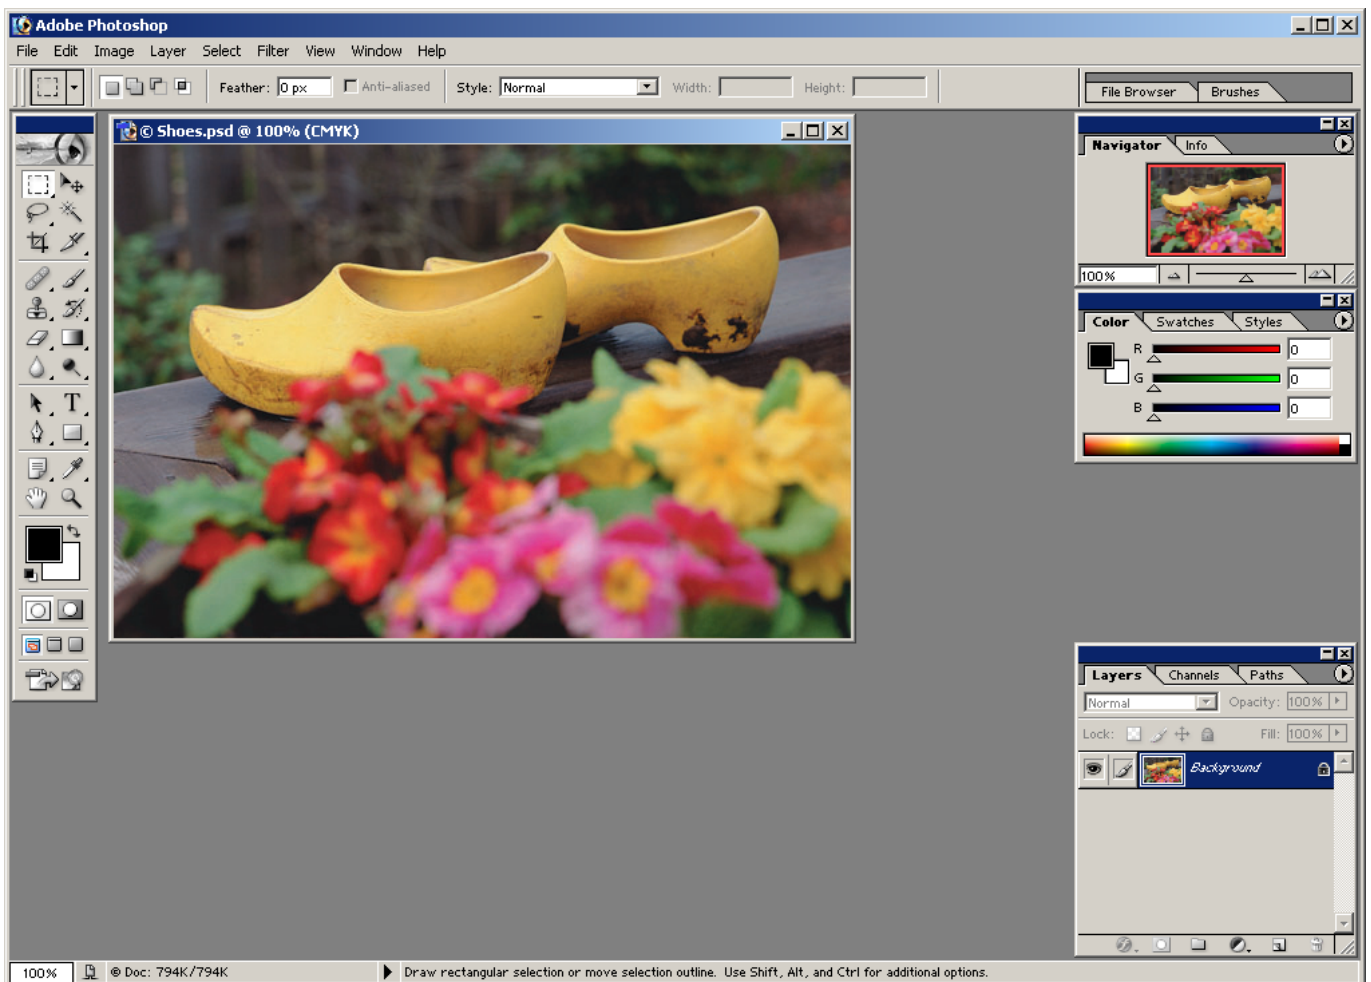 Adobe Photoshop
File Edit Image Layer Select Filter View Window Help
Feather: 0 px Anti-aliased Style: Normal Width: Height: File Browser Brushes
© Shoes.psd @ 100% (CMYK)
Navigator Info
100%
Color Swatches Styles
R 0
G 0
B 0
T
Layers Channels Paths
Normal Opacity: 100%
Lock: Fill: 100%
Background
100% © Doc: 794K/794K Draw rectangular selection or move selection outline. Use Shift, Alt, and Ctrl for additional options.